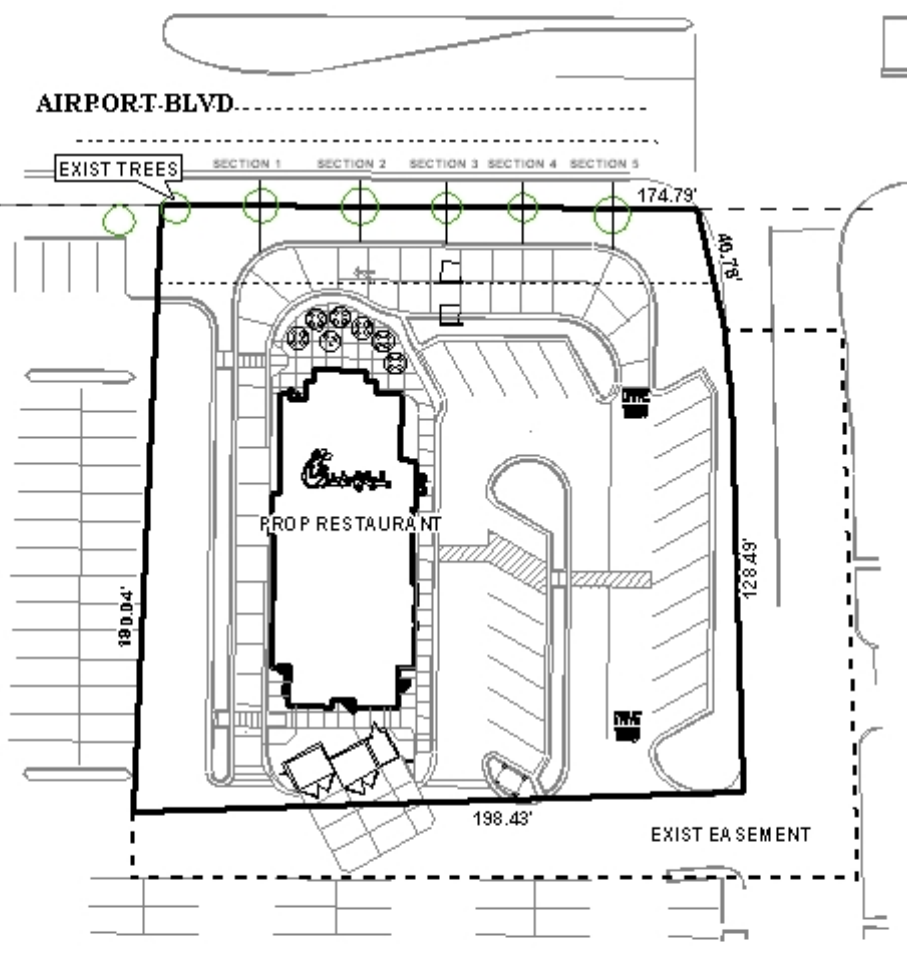 AIRPORT BLVD
EXIST TREES
SECTION 1
SECTION 2
SECTION 3
SECTION 4
SECTION 5
174.79'
40.78'
PROP RESTAURANT
128.49'
190.04'
198.43'
EXIST EASEMENT